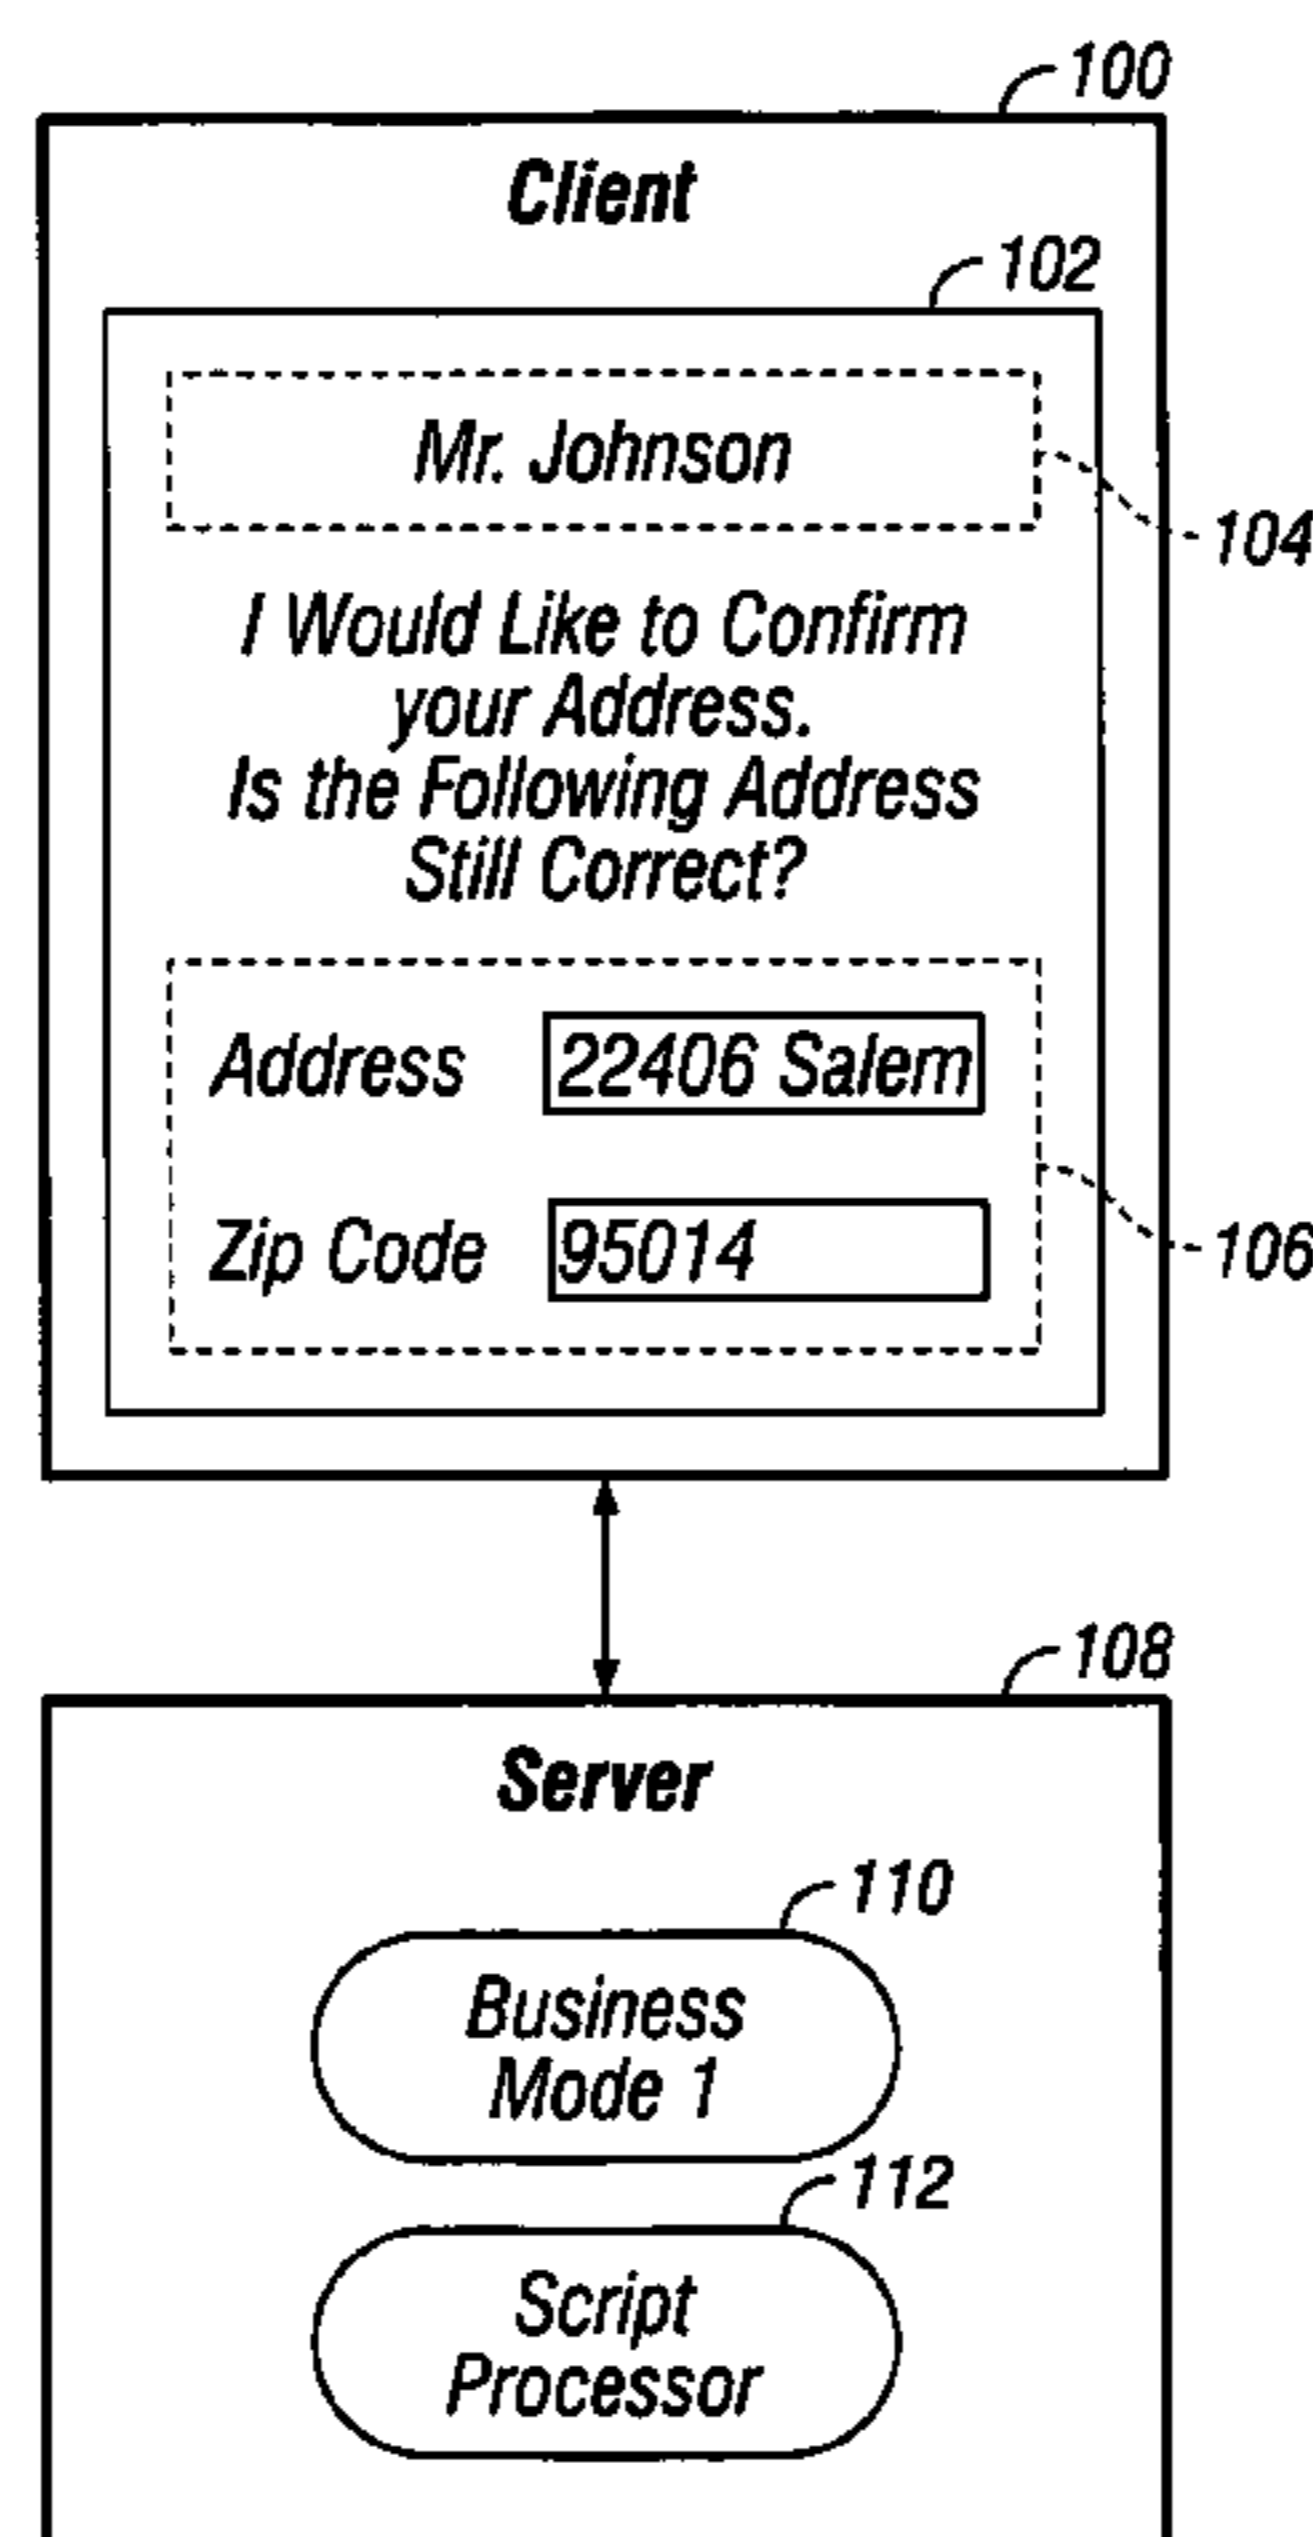 100
Client
102
Mr. Johnson
104
I Would Like to Confirm
your Address.
Is the Following Address
Still Correct?
Address 22406 Salem
Zip Code 95014
106
108
Server
110
Business
Mode 1
112
Script
Processor